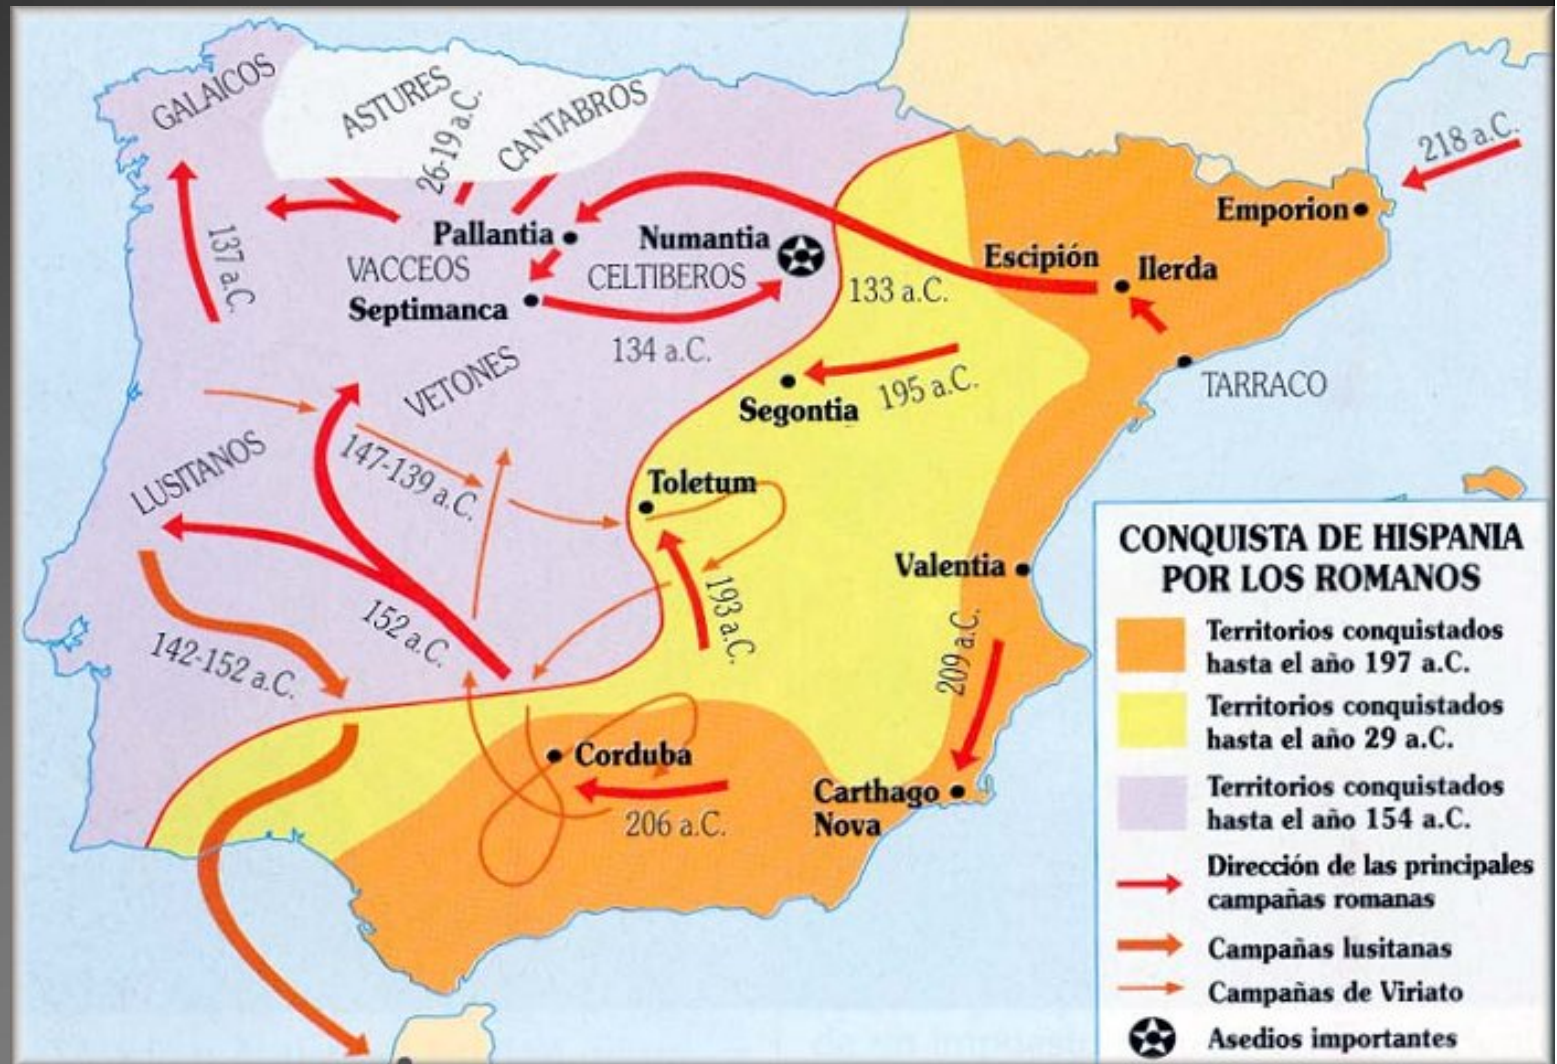 GALAICOS
ASTURES
26-19 a.C.
CANTABROS
218 a.C.
Emporion
137 a.C.
Pallantia
Numantia
Escipión
Ilerda
VACCEOS
CELTIBEROS
133 a.C.
Septimanca
134 a.C.
195 a.C.
TARRACO
VETONES
Segontia
LUSITANOS
147-139 a.C.
Toletum
Valentia
193 a.C.
152 a.C.
142-152 a.C.
209 a.C.
Corduba
Carthago
Nova
206 a.C.
CONQUISTA DE HISPANIA
POR LOS ROMANOS
Territorios conquistados
hasta el año 197 a.C.
Territorios conquistados
hasta el año 29 a.C.
Territorios conquistados
hasta el año 154 a.C.
Dirección de las principales
campañas romanas
Campañas lusitanas
Campañas de Viriato
Asedios importantes